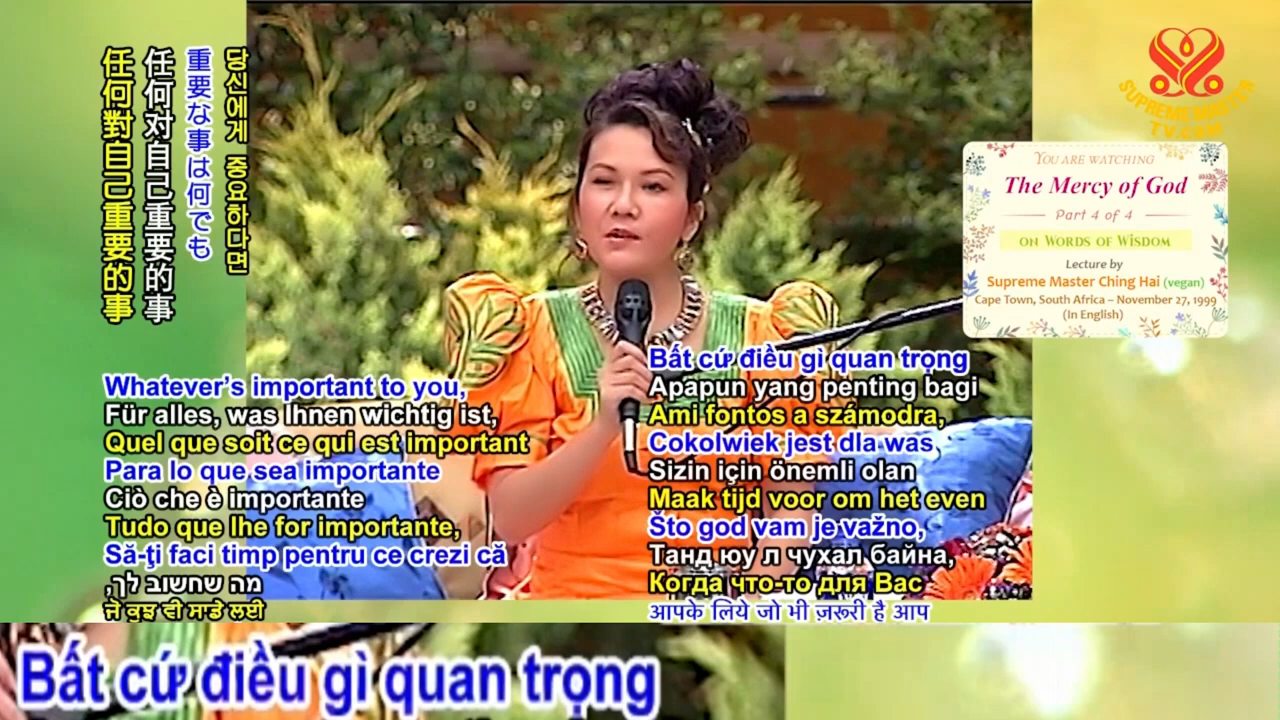 任何對自己重要的事
任何对自己重要的事
重要な事は何でも
당신에게 중요하다면
SUPREME MASTER
TV.COM
YOU ARE WATCHING
The Mercy of God
Part 4 of 4
ON WORDS OF WISDOM
Lecture by
Supreme Master Ching Hai (vegan)
Cape Town, South Africa – November 27, 1999
(In English)
Whatever's important to you,
Für alles, was Ihnen wichtig ist,
Quel que soit ce qui est important
Para lo que sea importante
Ciò che è importante
Tudo que lhe for importante,
Să-ţi faci timp pentru ce crezi că
מה שחשוב לך,
ਜੋ ਕੁਝ ਵੀ ਸਾਡੇ ਲਈ
Bất cứ điều gì quan trọng
Apapun yang penting bagi
Ami fontos a számodra,
Cokolwiek jest dla was
Sizin için önemli olan
Maak tijd voor om het even
Što god vam je važno,
Танд юу л чухал байна,
Когда что-то для Вас
आपके लिये जो भी ज़रूरी है आप
Bất cứ điều gì quan trọng